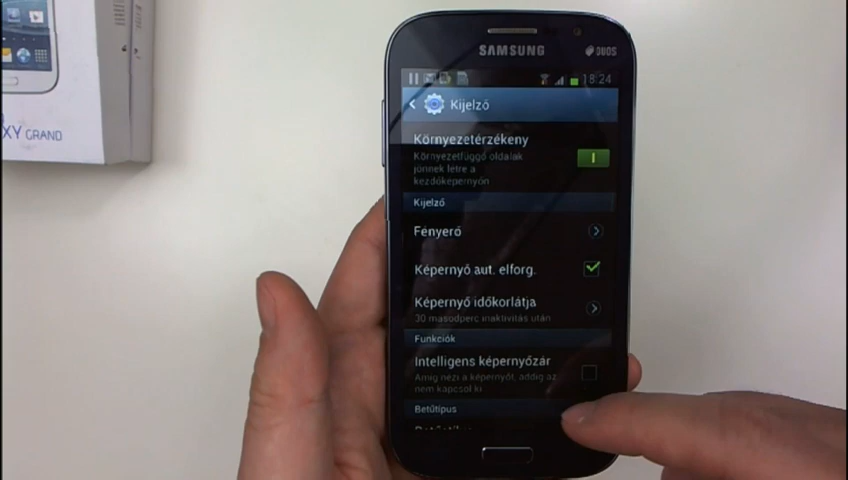 XY GRAND
SAMSUNG
DUOS
18:24
Kijelző
Környezetérzékeny
Környezetfüggő oldalak
jönnek létre a
kezdőképernyőn
Kijelző
Fényerő
Képernyő aut. elforg.
Képernyő időkorlátja
30 másodperc inaktivitás után
Funkciók
Intelligens képernyőzár
Amíg nézi a képernyőt, addig az
nem kapcsol ki
Betűtípus